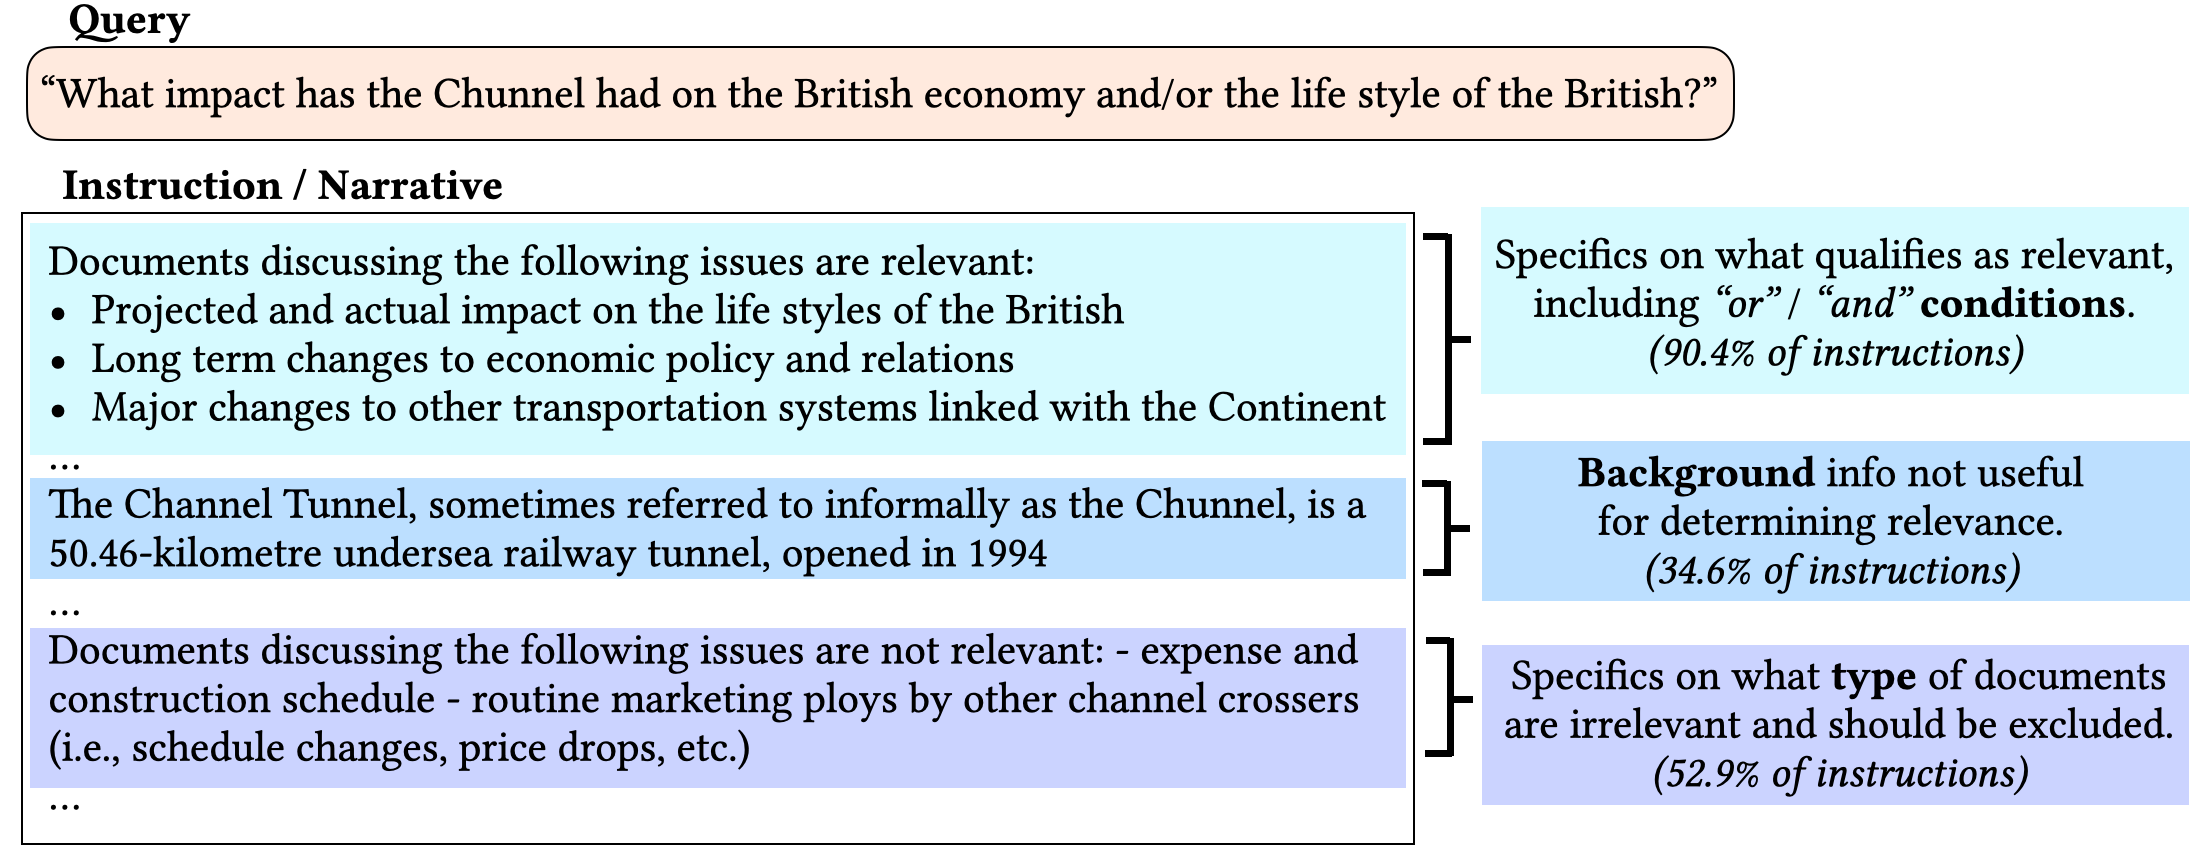 Query
“What impact has the Chunnel had on the British economy and/or the life style of the British?”
Instruction / Narrative
Documents discussing the following issues are relevant:
• Projected and actual impact on the life styles of the British
• Long term changes to economic policy and relations
• Major changes to other transportation systems linked with the Continent
...
The Channel Tunnel, sometimes referred to informally as the Chunnel, is a
50.46-kilometre undersea railway tunnel, opened in 1994
...
Documents discussing the following issues are not relevant: - expense and
construction schedule - routine marketing ploys by other channel crossers
(i.e., schedule changes, price drops, etc.)
...
Specifics on what qualifies as relevant,
including “or” / “and” conditions.
(90.4% of instructions)
Background info not useful
for determining relevance.
(34.6% of instructions)
Specifics on what type of documents
are irrelevant and should be excluded.
(52.9% of instructions)